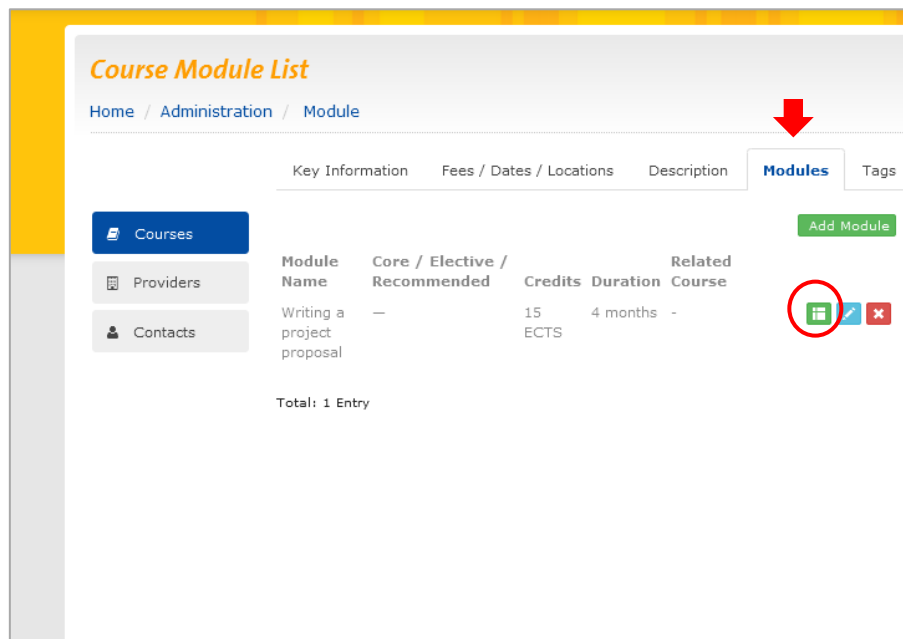 Course Module List
Home / Administration / Module
Key Information Fees / Dates / Locations Description Modules Tags
Courses
Providers
Contacts
Add Module
Module Name Core / Elective / Recommended Credits Duration Related Course
Writing a project proposal — 15 ECTS 4 months -
Total: 1 Entry